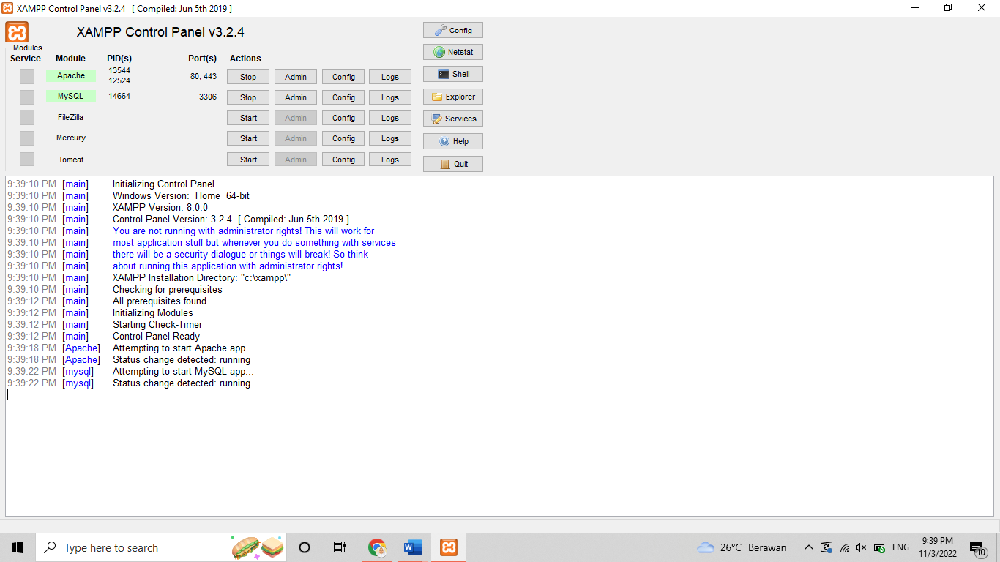 XAMPP Control Panel v3.2.4 [ Compiled: Jun 5th 2019 ]
XAMPP Control Panel v3.2.4
Config
Netstat
Shell
Explorer
Services
Help
Quit
Modules
Service Module PID(s) Port(s) Actions
Apache 13544 12524 80, 443 Stop Admin Config Logs
MySQL 14664 3306 Stop Admin Config Logs
FileZilla Start Admin Config Logs
Mercury Start Admin Config Logs
Tomcat Start Admin Config Logs
9:39:10 PM [main] Initializing Control Panel
9:39:10 PM [main] Windows Version: Home 64-bit
9:39:10 PM [main] XAMPP Version: 8.0.0
9:39:10 PM [main] Control Panel Version: 3.2.4 [ Compiled: Jun 5th 2019 ]
9:39:10 PM [main] You are not running with administrator rights! This will work for
9:39:10 PM [main] most application stuff but whenever you do something with services
9:39:10 PM [main] there will be a security dialogue or things will break! So think
9:39:10 PM [main] about running this application with administrator rights!
9:39:10 PM [main] XAMPP Installation Directory: "c:\xampp\"
9:39:10 PM [main] Checking for prerequisites
9:39:12 PM [main] All prerequisites found
9:39:12 PM [main] Initializing Modules
9:39:12 PM [main] Starting Check-Timer
9:39:12 PM [main] Control Panel Ready
9:39:18 PM [Apache] Attempting to start Apache app...
9:39:18 PM [Apache] Status change detected: running
9:39:22 PM [mysql] Attempting to start MySQL app...
9:39:22 PM [mysql] Status change detected: running
Type here to search
26°C Berawan
ENG
9:39 PM
11/3/2022
10